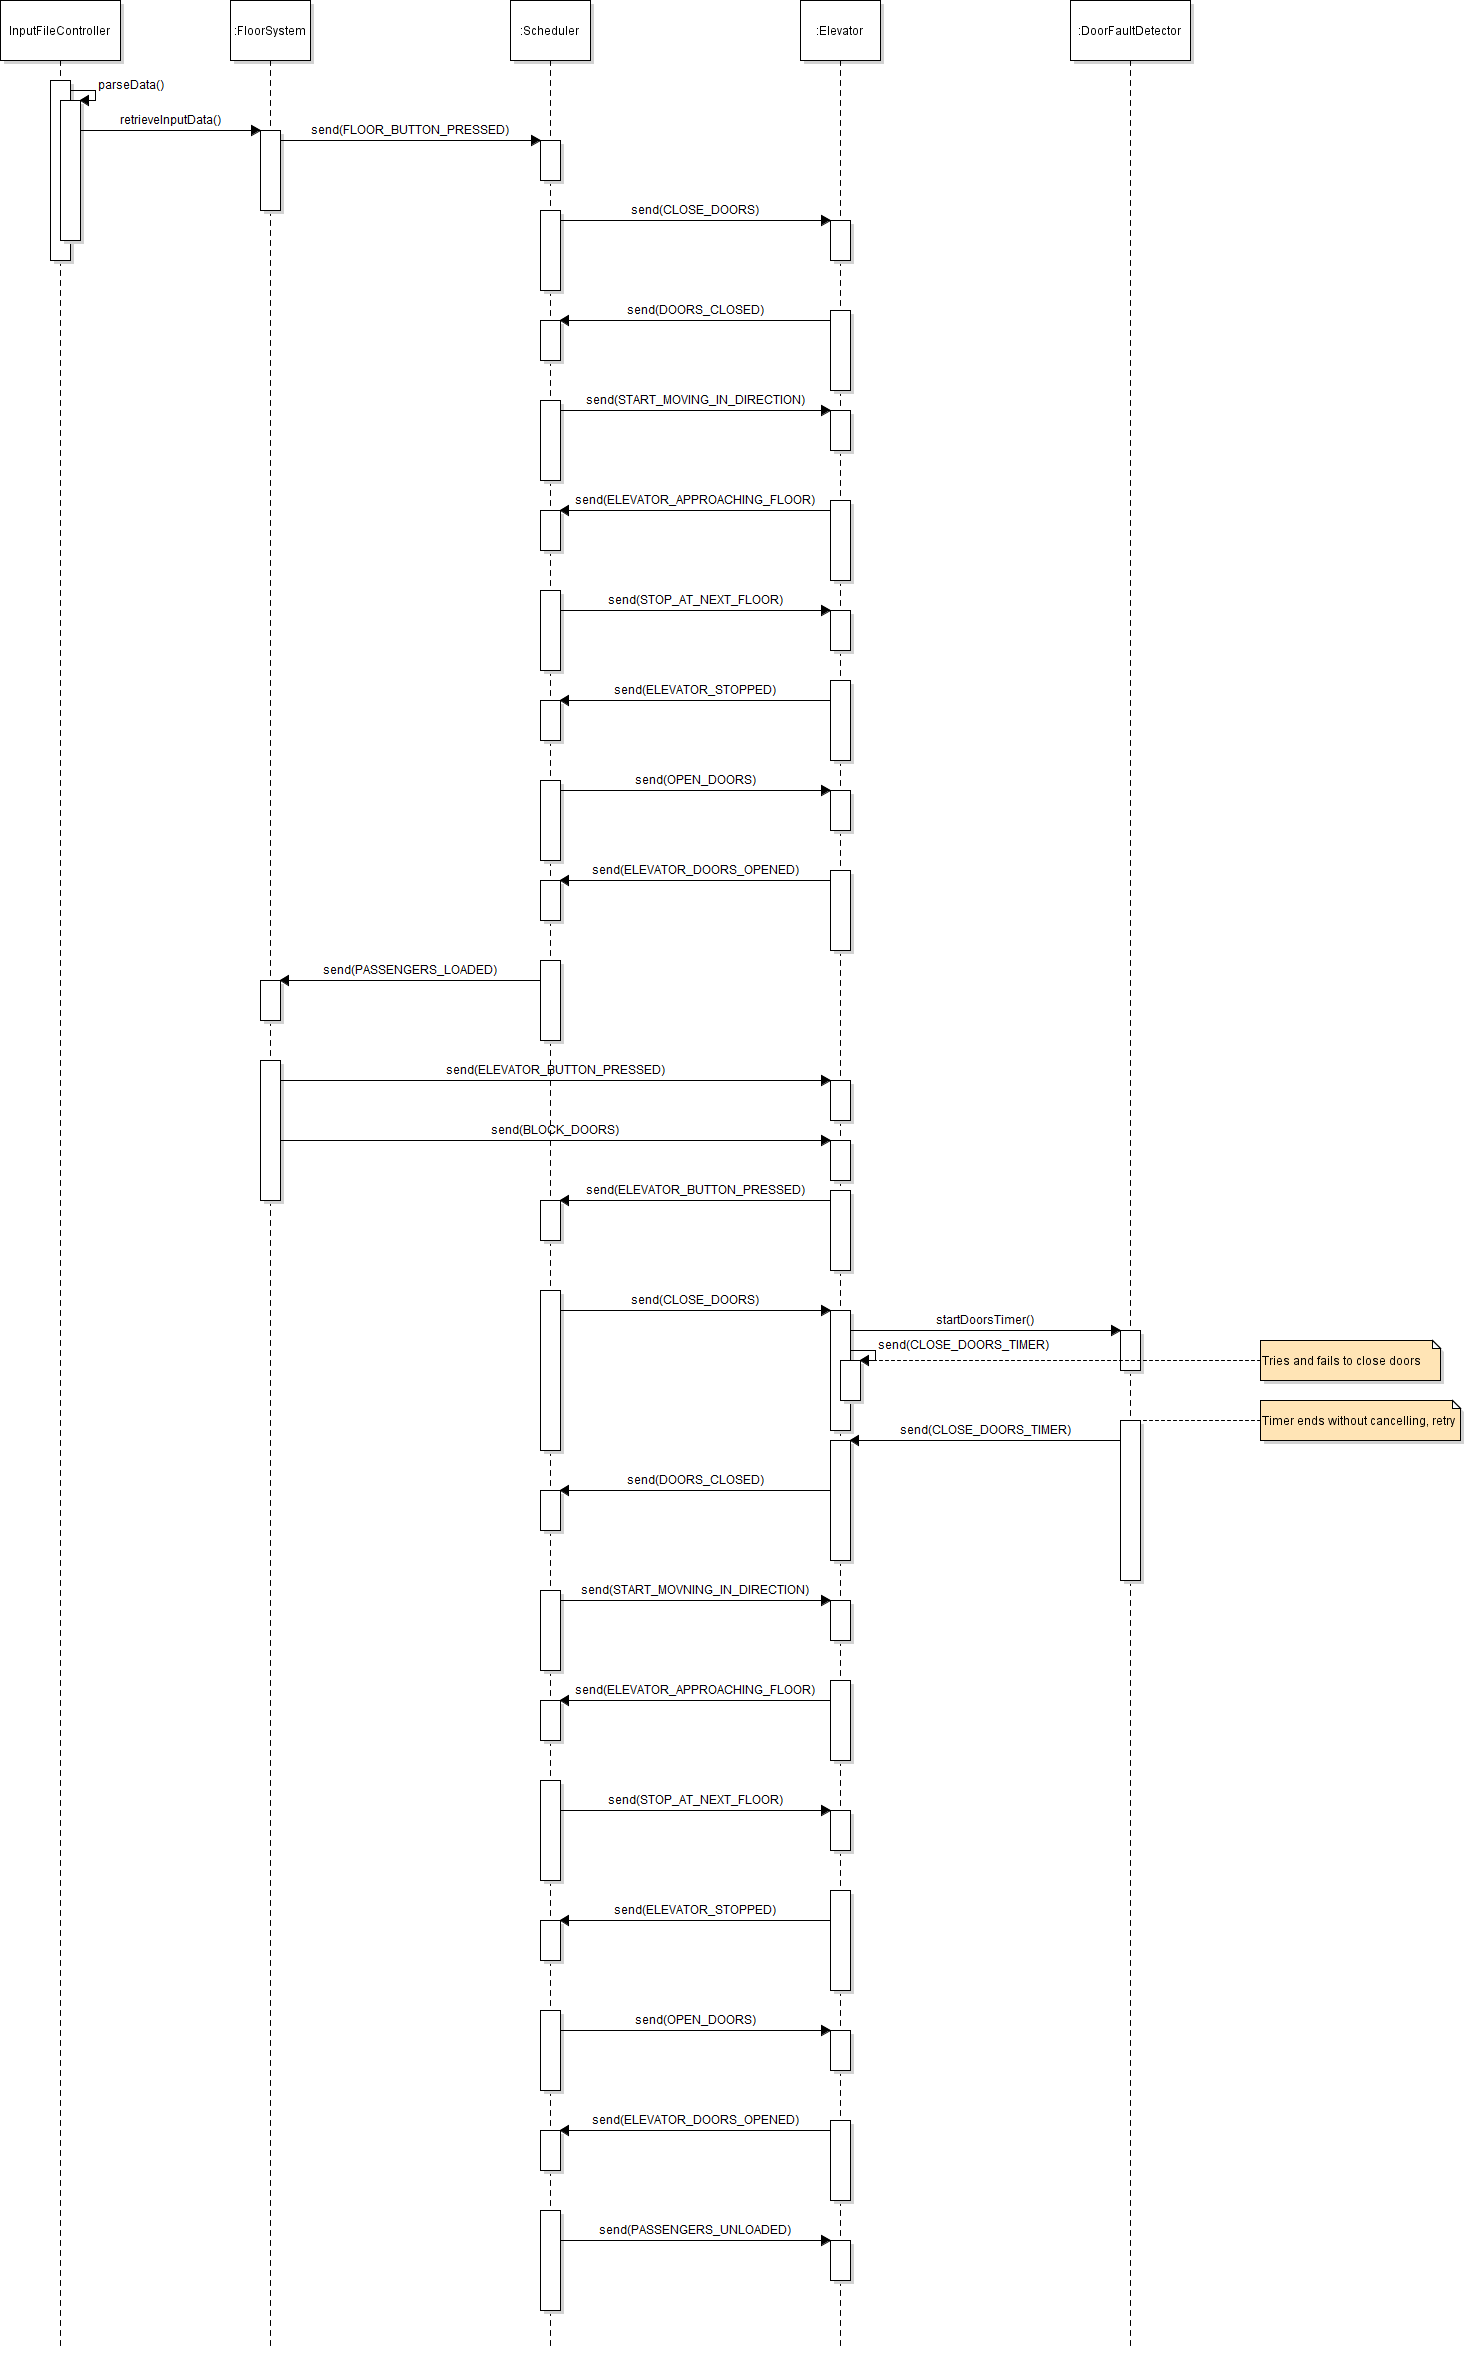 InputFileController
:FloorSystem
:Scheduler
:Elevator
:DoorFaultDetector
parseData()
retrieveInputData()
send(FLOOR_BUTTON_PRESSED)
send(CLOSE_DOORS)
send(DOORS_CLOSED)
send(START_MOVING_IN_DIRECTION)
send(ELEVATOR_APPROACHING_FLOOR)
send(STOP_AT_NEXT_FLOOR)
send(ELEVATOR_STOPPED)
send(OPEN_DOORS)
send(ELEVATOR_DOORS_OPENED)
send(PASSENGERS_LOADED)
send(ELEVATOR_BUTTON_PRESSED)
send(BLOCK_DOORS)
send(ELEVATOR_BUTTON_PRESSED)
send(CLOSE_DOORS)
startDoorsTimer()
send(CLOSE_DOORS_TIMER)
Tries and fails to close doors
Timer ends without cancelling, retry
send(CLOSE_DOORS_TIMER)
send(DOORS_CLOSED)
send(START_MOVNING_IN_DIRECTION)
send(ELEVATOR_APPROACHING_FLOOR)
send(STOP_AT_NEXT_FLOOR)
send(ELEVATOR_STOPPED)
send(OPEN_DOORS)
send(ELEVATOR_DOORS_OPENED)
send(PASSENGERS_UNLOADED)